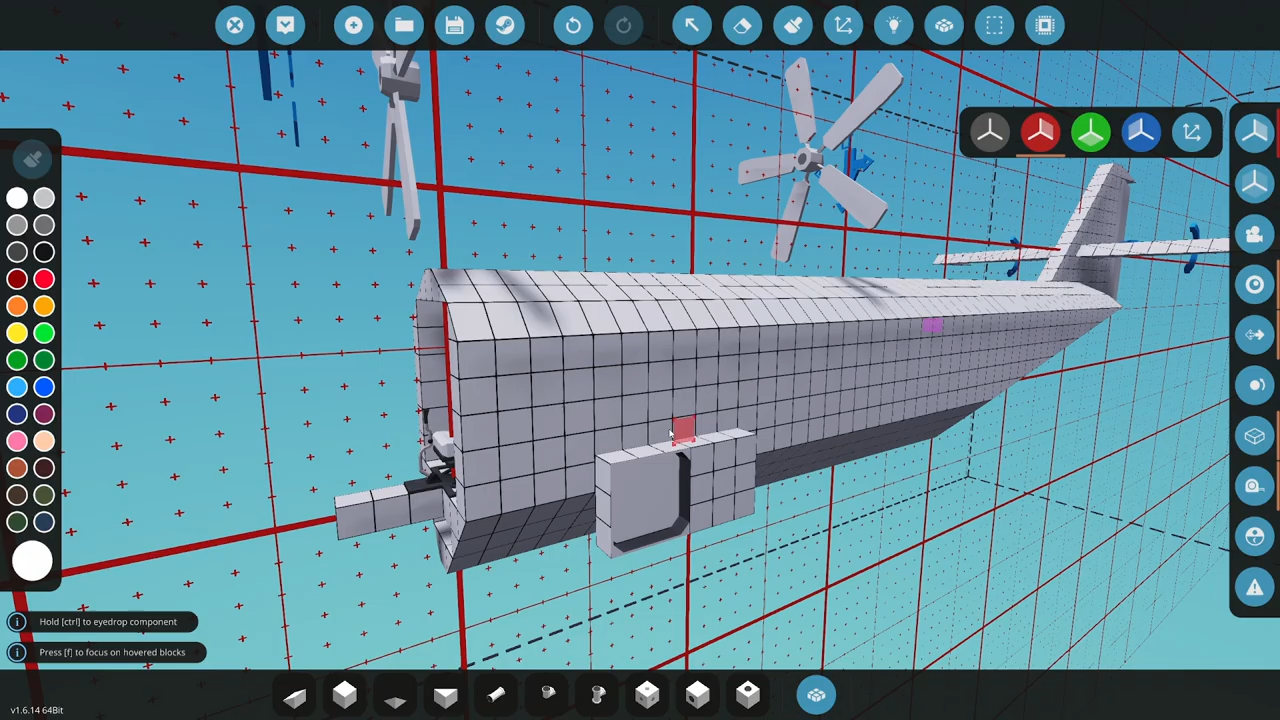 Hold [ctrl] to eyedrop component
Press [f] to focus on hovered blocks
v1.6.14 64Bit